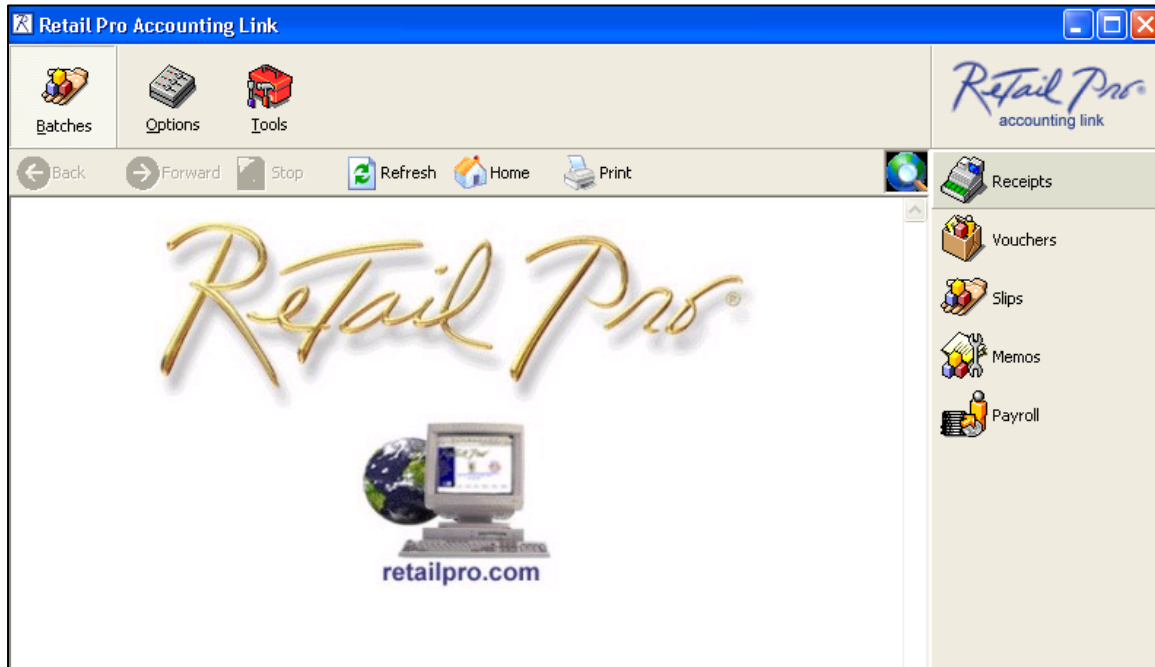 Retail Pro Accounting Link
Batches
Options
Tools
Retail Pro®
accounting link
Back
Forward
Stop
Refresh
Home
Print
Receipts
Vouchers
Slips
Memos
Payroll
Retail Pro®
retailpro.com